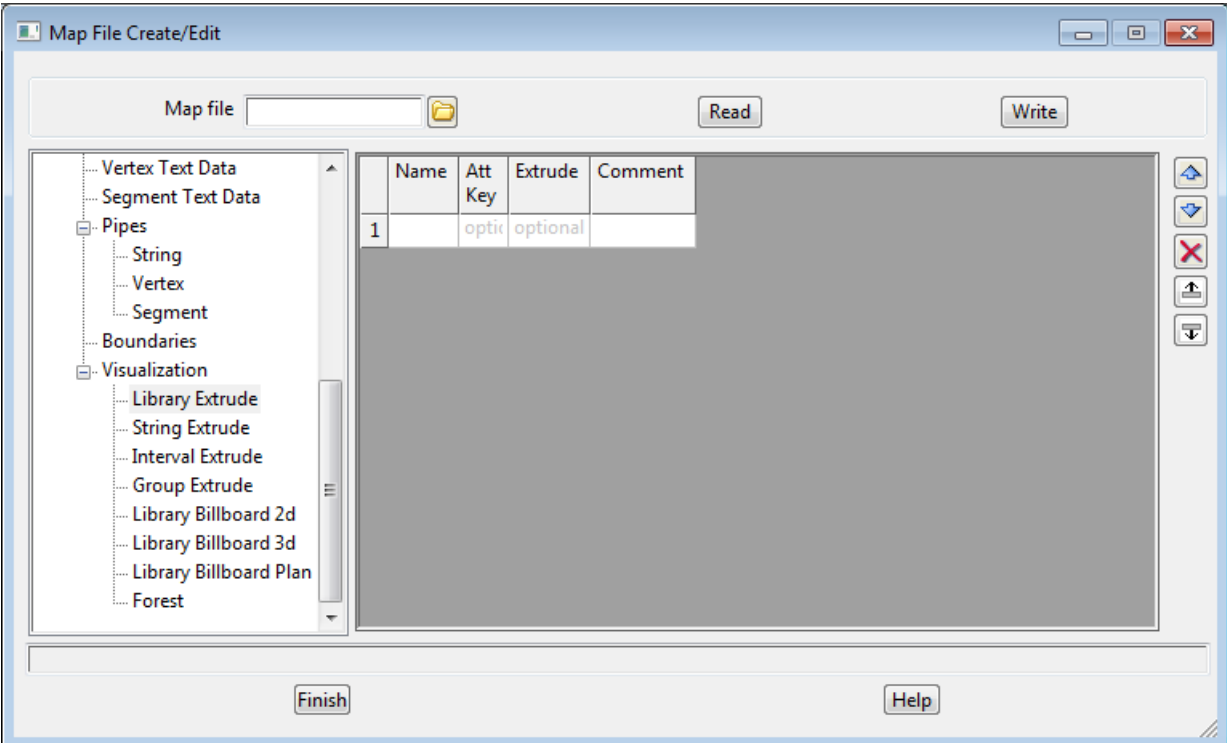 Map File Create/Edit
Map file
Read
Write
Vertex Text Data
Segment Text Data
Pipes
String
Vertex
Segment
Boundaries
Visualization
Library Extrude
String Extrude
Interval Extrude
Group Extrude
Library Billboard 2d
Library Billboard 3d
Library Billboard Plan
Forest
Name Att Extrude Comment
Key
1 optic optional
Finish
Help